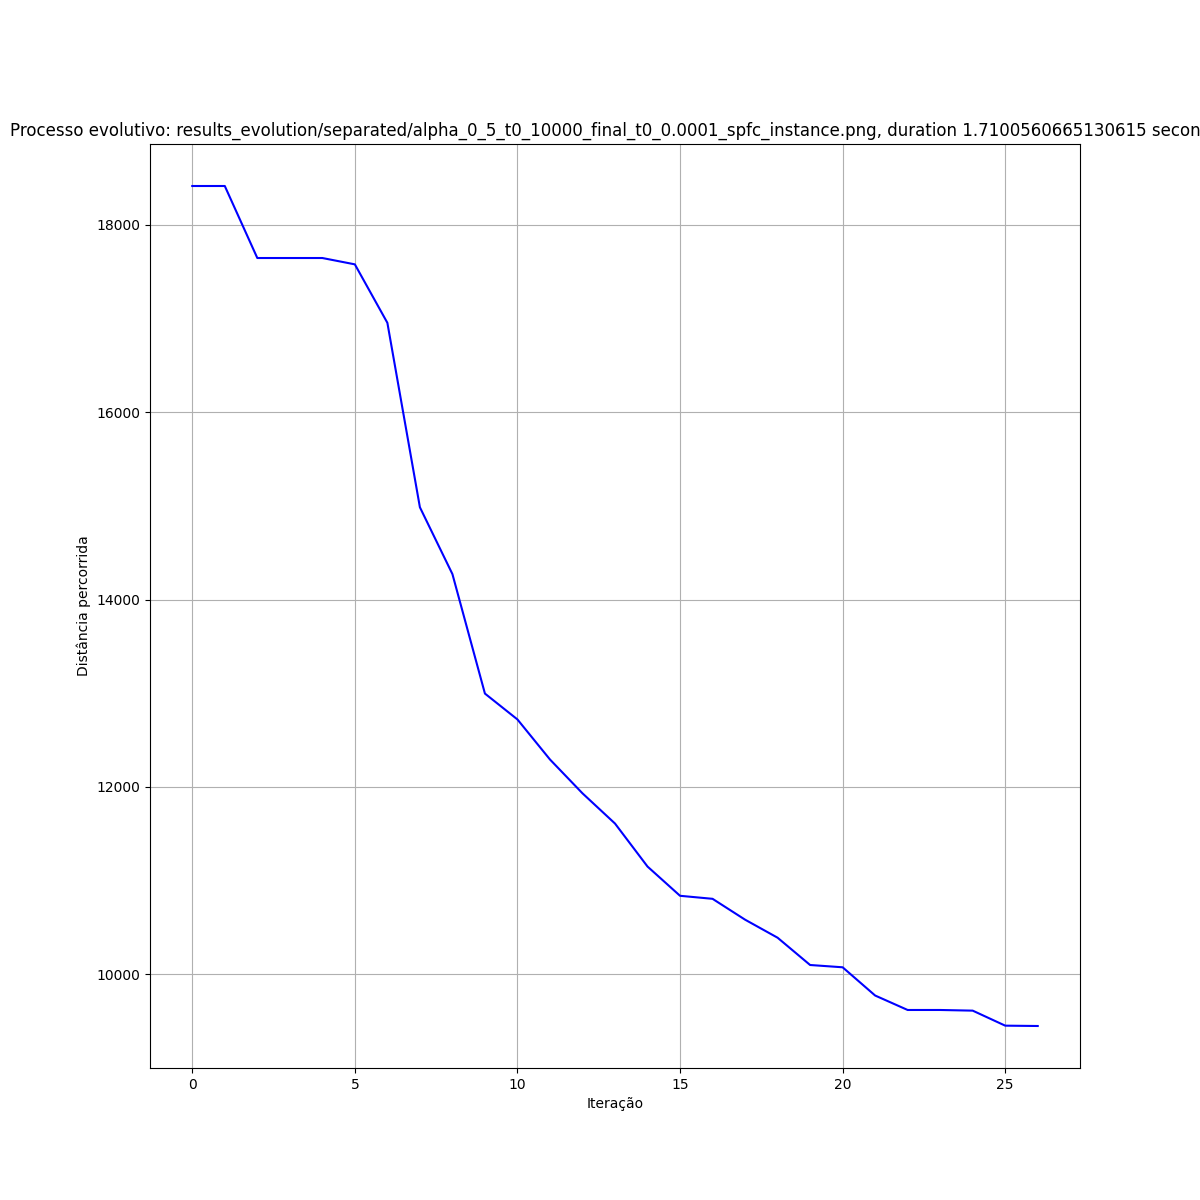 Processo evolutivo: results_evolution/separated/alpha_0_5_t0_10000_final_t0_0.0001_spfc_instance.png, duration 1.7100560665130615 secon
18000
16000
14000
12000
10000
Distância percorrida
0 5 10 15 20 25
Iteração